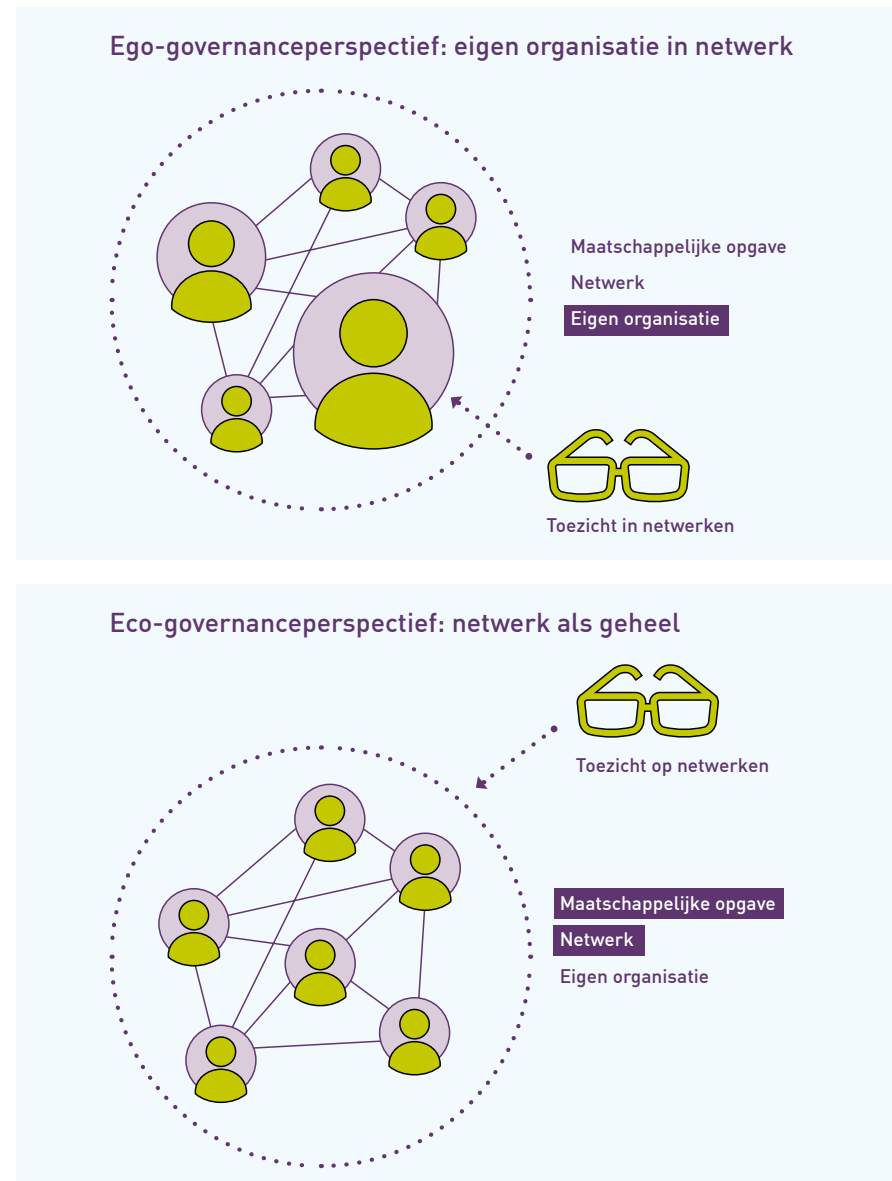 Ego-governanceperspectief: eigen organisatie in netwerk
Maatschappelijke opgave
Netwerk
Eigen organisatie
Toezicht in netwerken
Eco-governanceperspectief: netwerk als geheel
Toezicht op netwerken
Maatschappelijke opgave
Netwerk
Eigen organisatie